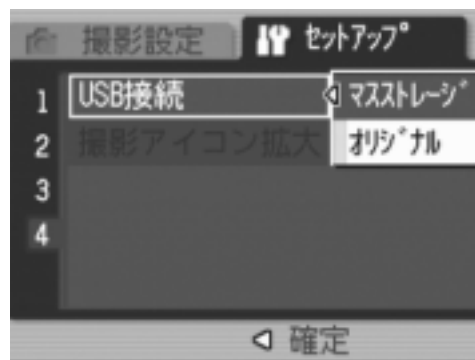 撮影設定 セットアップ
1 USB接続 マスストレージ
2 撮影アイコン拡大 オリジナル
3
4
確定